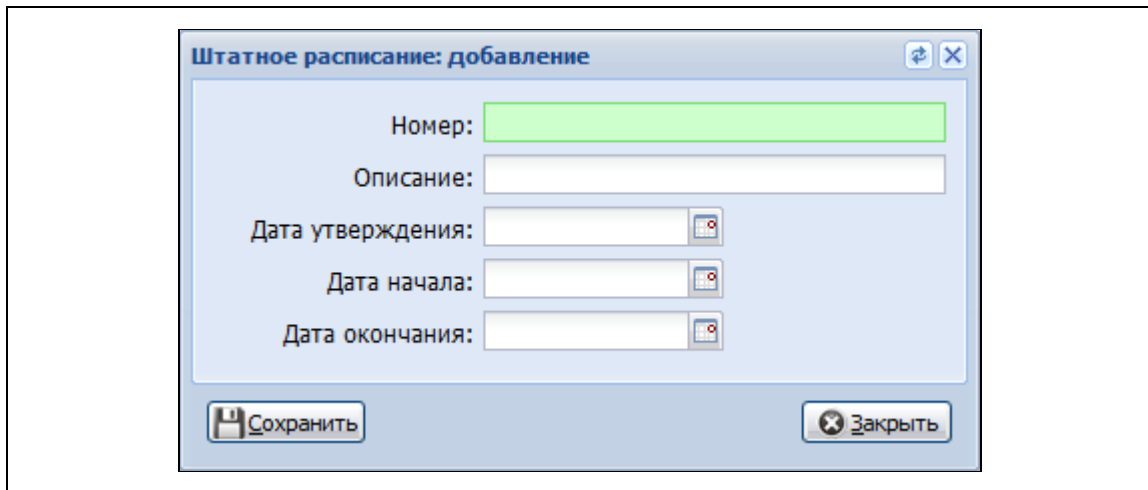 Штатное расписание: добавление
Номер:
Описание:
Дата утверждения:
Дата начала:
Дата окончания:
Сохранить Закрыть